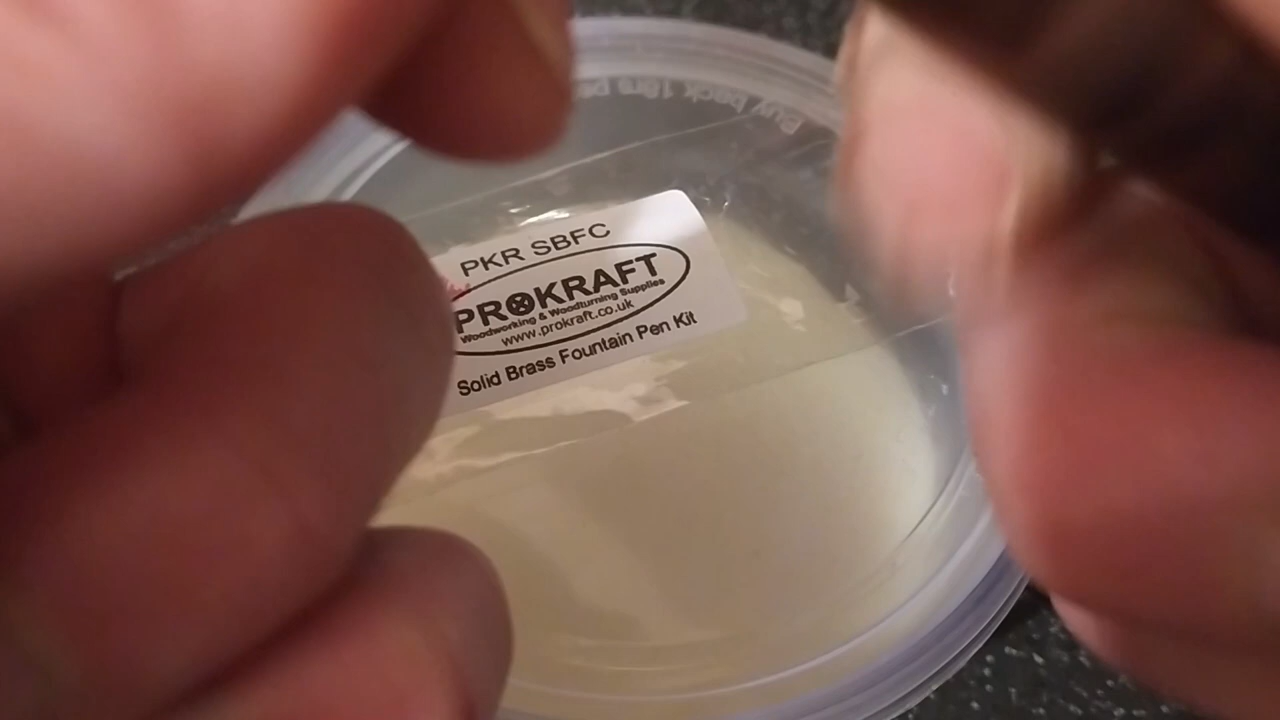 PKR SBFC
PROKRAFT
Woodworking & Woodturning Supplies
www.prokraft.co.uk
Solid Brass Fountain Pen Kit